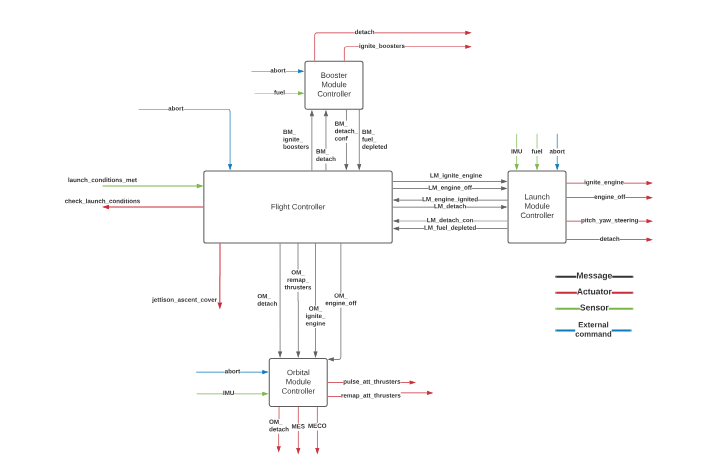 detach
ignite_boosters
abort
fuel
Booster
Module
Controller
abort
BM_
ignite_
boosters
BM_
detach
BM_
detach_
conf
BM_
fuel_
depleted
IMU
fuel
abort
launch_conditions_met
check_launch_conditions
Flight Controller
LM_ignite_engine
LM_engine_off
LM_engine_ignited
LM_detach
LM_detach_con
LM_fuel_depleted
Launch
Module
Controller
ignite_engine
engine_off
pitch_yaw_steering
detach
jettison_ascent_cover
OM_
detach
OM_
remap_
thrusters
OM_
ignite_
engine
OM_
engine_off
Message
Actuator
Sensor
External
command
abort
IMU
Orbital
Module
Controller
pulse_att_thrusters
remap_att_thrusters
OM_
detach
MES
MECO